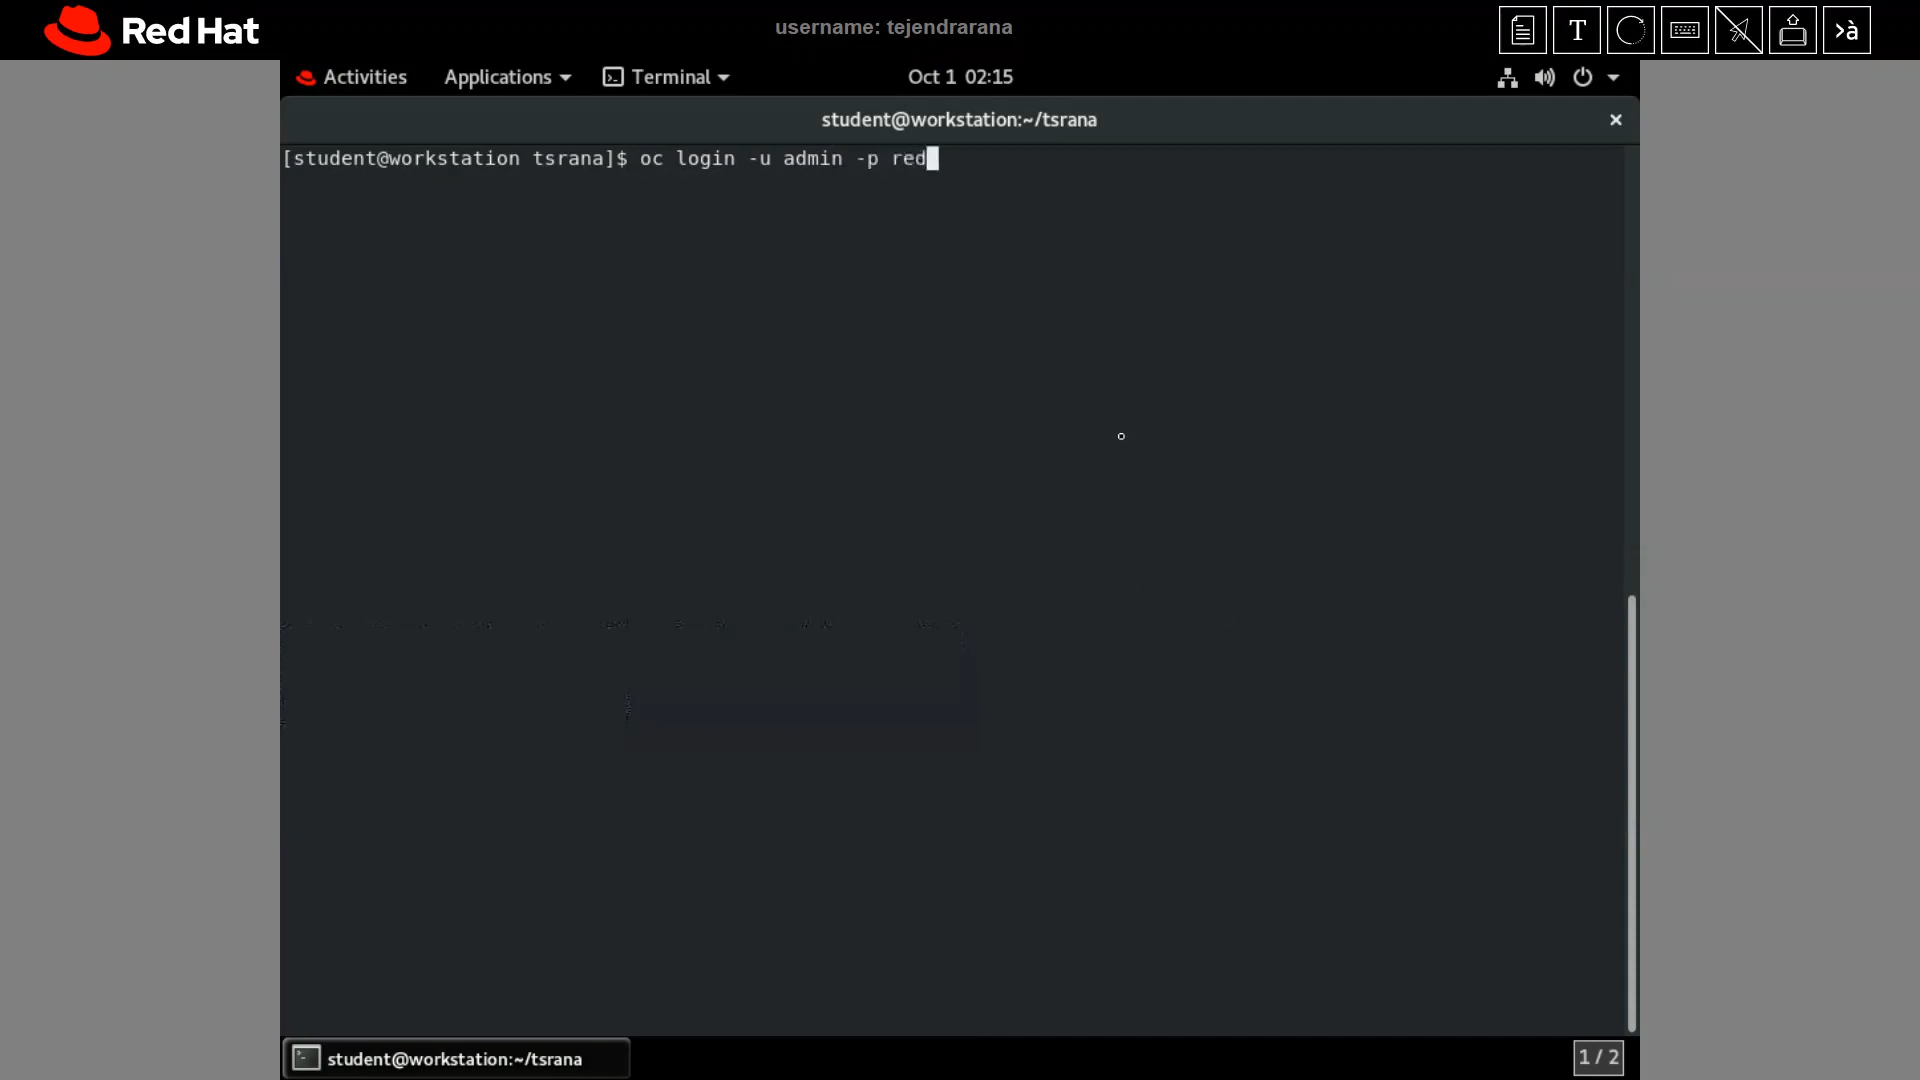 Red Hat
username: tejendrarana
T
>à
Activities Applications Terminal Oct 1 02:15
student@workstation:~/tsrana ×
[student@workstation tsrana]$ oc login -u admin -p red
student@workstation:~/tsrana 1 / 2